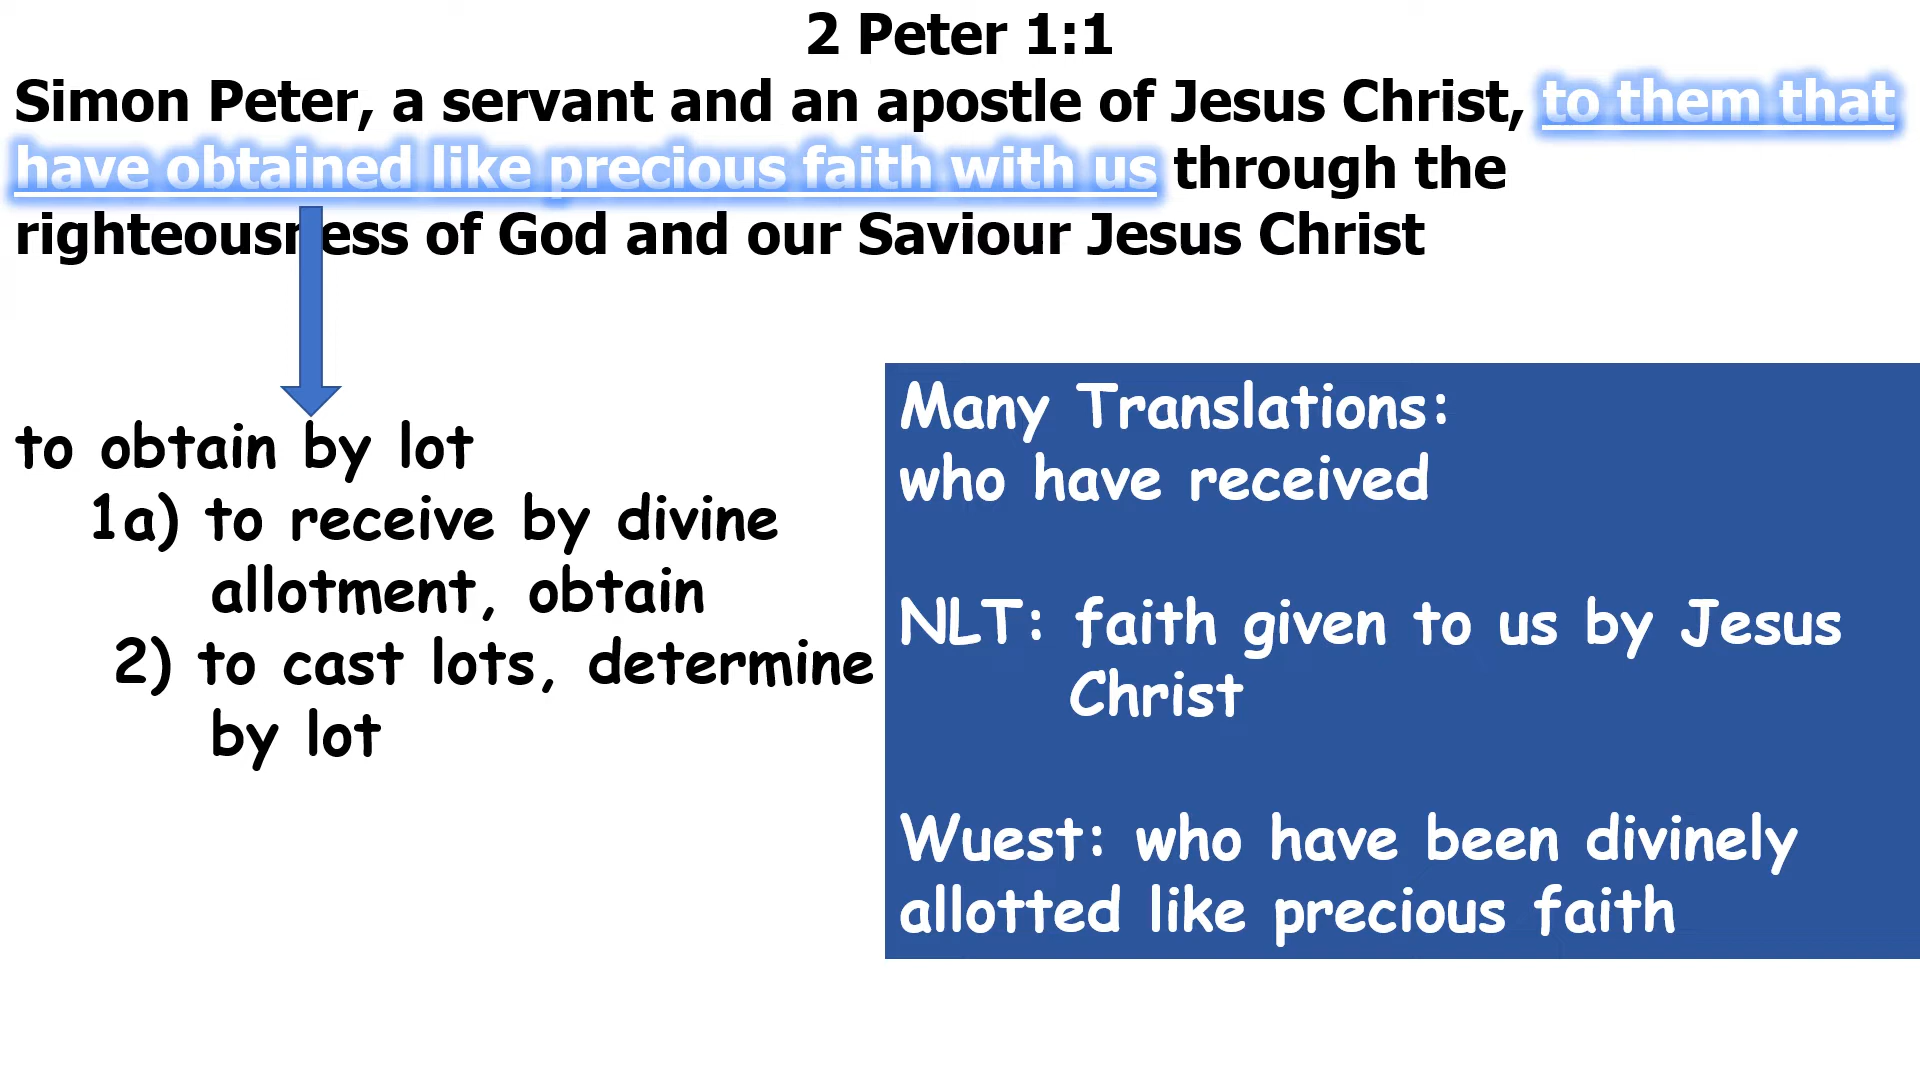 2 Peter 1:1
Simon Peter, a servant and an apostle of Jesus Christ, to them that
have obtained like precious faith with us through the
righteousness of God and our Saviour Jesus Christ
to obtain by lot
1a) to receive by divine
allotment, obtain
2) to cast lots, determine
by lot
Many Translations:
who have received
NLT: faith given to us by Jesus
Christ
Wuest: who have been divinely
allotted like precious faith